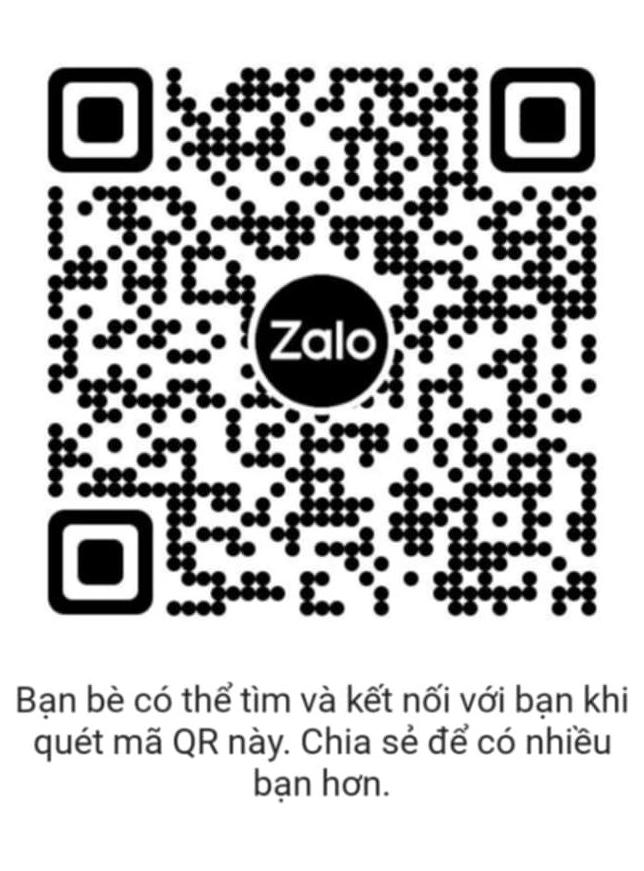 Zalo
Bạn bè có thể tìm và kết nối với bạn khi
quét mã QR này. Chia sẻ để có nhiều
bạn hơn.